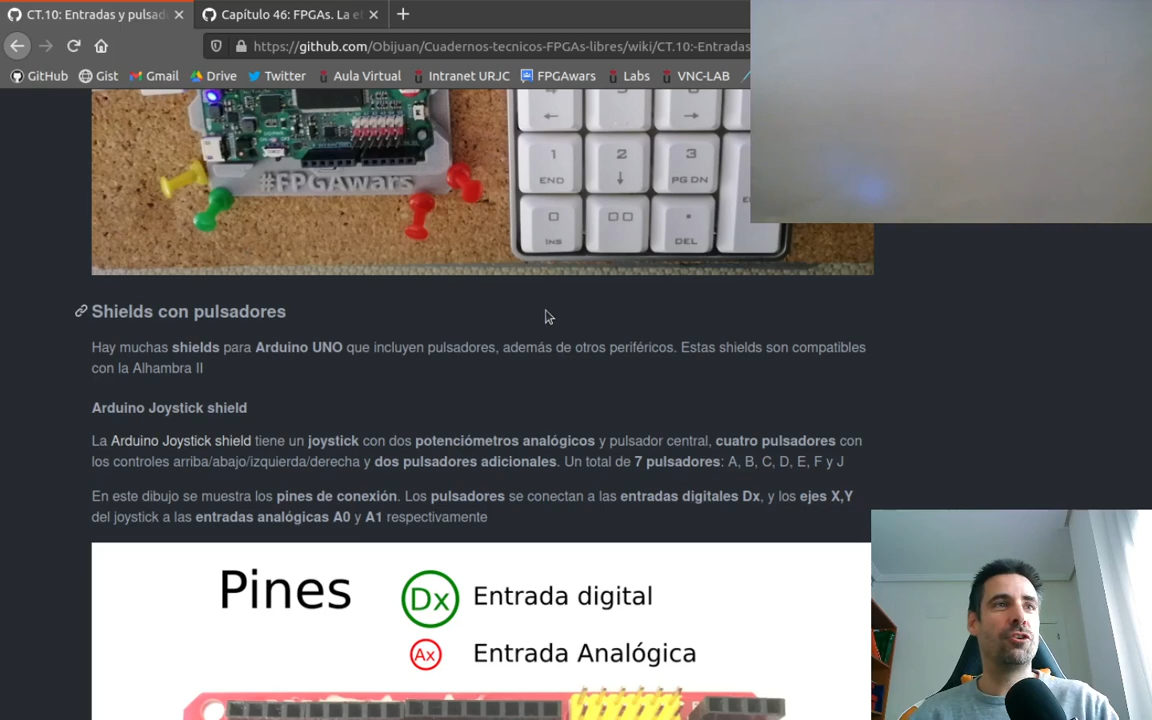 CT.10: Entradas y pulsad
Capítulo 46: FPGAs. La e
https://github.com/Obijuan/Cuadernos-tecnicos-FPGAs-libres/wiki/CT.10:-Entradas
GitHub Gist Gmail Drive Twitter Aula Virtual Intranet URJC FPGAwars Labs VNC-LAB
#FPGAwars
1 END 2 3 PG DN
0 INS 00 . DEL
Shields con pulsadores
Hay muchas shields para Arduino UNO que incluyen pulsadores, además de otros periféricos. Estas shields son compatibles
con la Alhambra II
Arduino Joystick shield
La Arduino Joystick shield tiene un joystick con dos potenciómetros analógicos y pulsador central, cuatro pulsadores con
los controles arriba/abajo/izquierda/derecha y dos pulsadores adicionales. Un total de 7 pulsadores: A, B, C, D, E, F y J
En este dibujo se muestra los pines de conexión. Los pulsadores se conectan a las entradas digitales Dx, y los ejes X,Y
del joystick a las entradas analógicas A0 y A1 respectivamente
Pines Dx Entrada digital
Ax Entrada Analógica